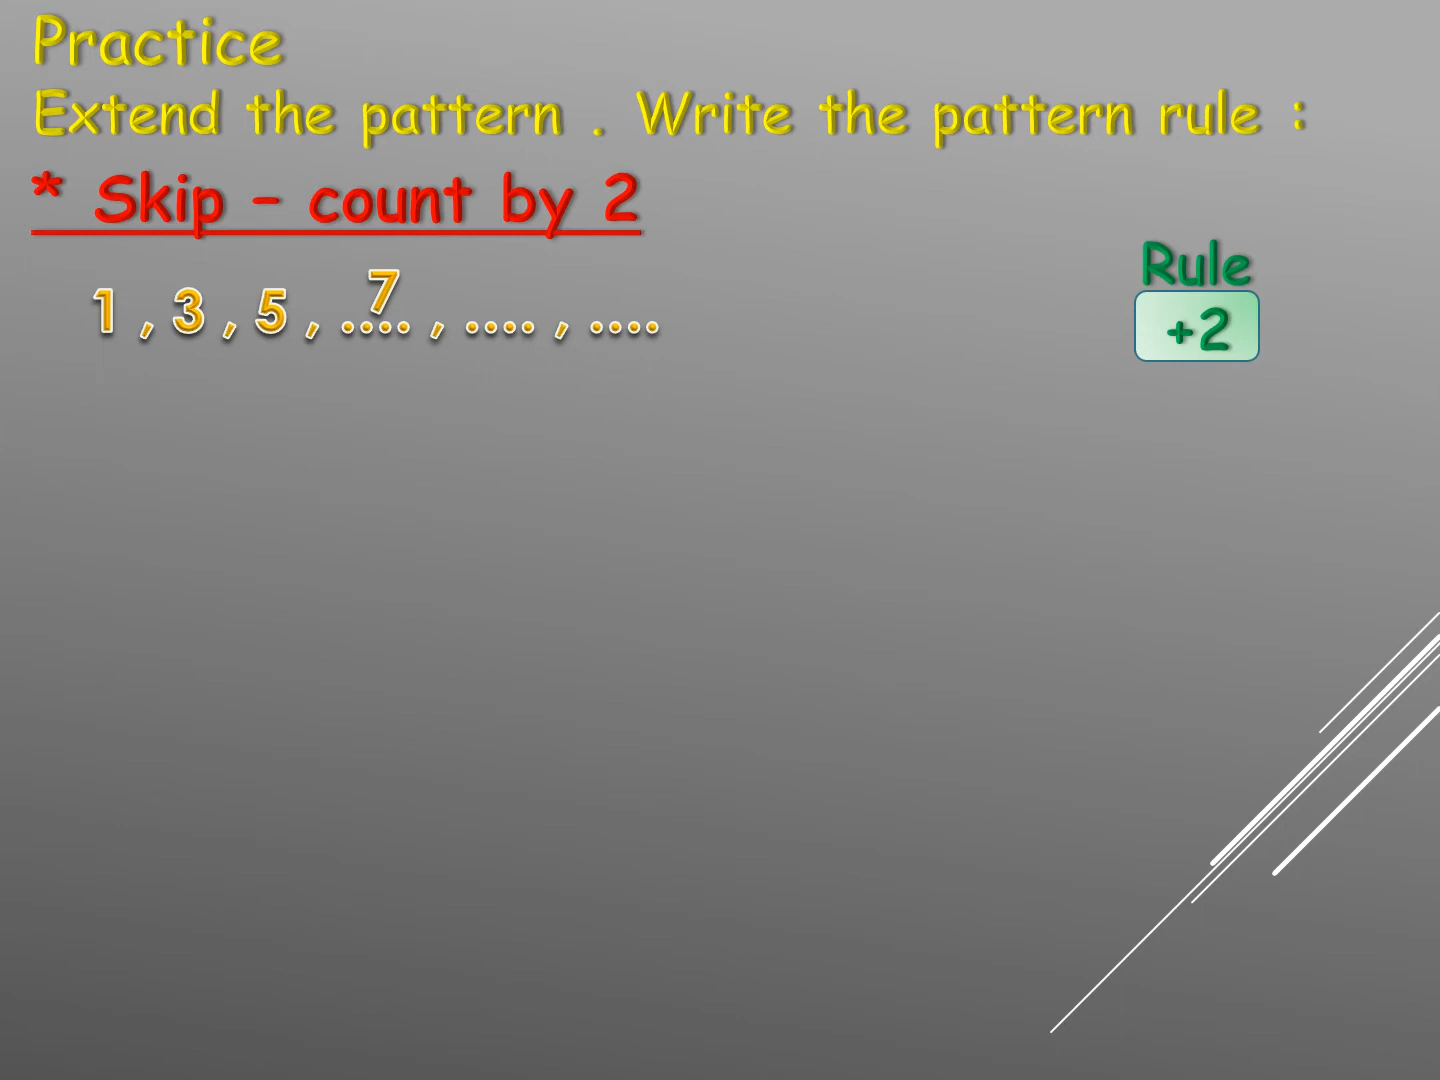 Practice
Extend the pattern . Write the pattern rule :
* Skip – count by 2
Rule
1 , 3 , 5 , 7.... , .... , ....
+2